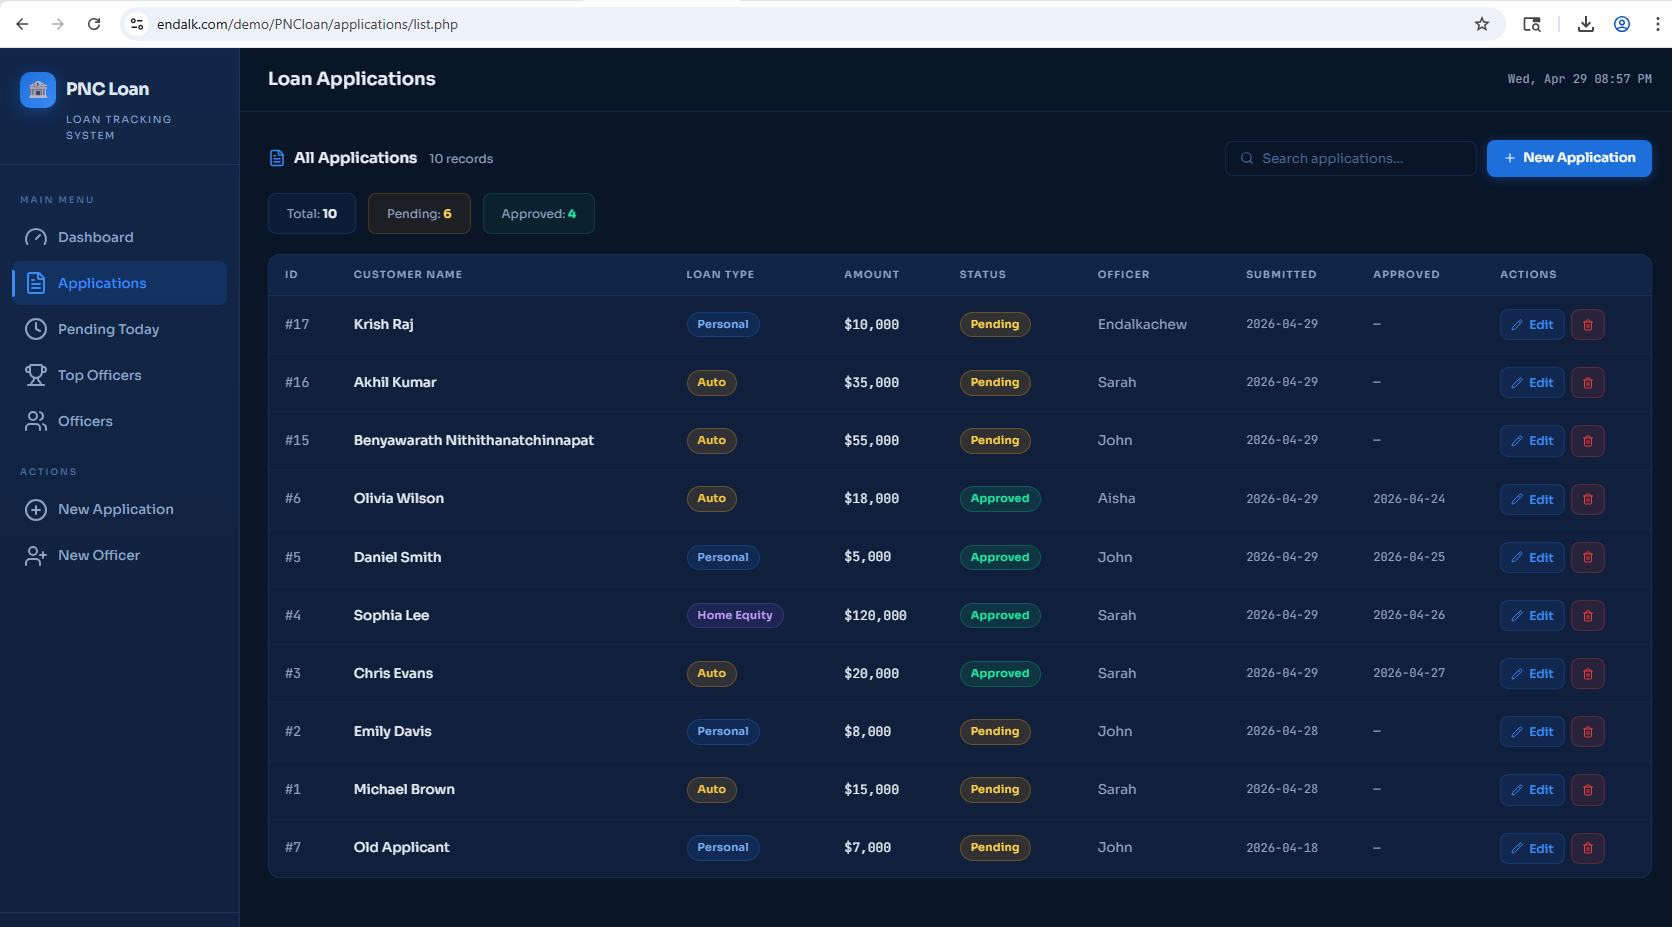 endalk.com/demo/PNCloan/applications/list.php
PNC Loan
LOAN TRACKING
SYSTEM
MAIN MENU
Dashboard
Applications
Pending Today
Top Officers
Officers
ACTIONS
New Application
New Officer
Loan Applications
Wed, Apr 29 08:57 PM
All Applications 10 records
Search applications...
+ New Application
Total: 10 Pending: 6 Approved: 4
ID CUSTOMER NAME LOAN TYPE AMOUNT STATUS OFFICER SUBMITTED APPROVED ACTIONS
#17 Krish Raj Personal $10,000 Pending Endalkachew 2026-04-29 — Edit
#16 Akhil Kumar Auto $35,000 Pending Sarah 2026-04-29 — Edit
#15 Benyawarath Nithithanatchinnapat Auto $55,000 Pending John 2026-04-29 — Edit
#6 Olivia Wilson Auto $18,000 Approved Aisha 2026-04-29 2026-04-24 Edit
#5 Daniel Smith Personal $5,000 Approved John 2026-04-29 2026-04-25 Edit
#4 Sophia Lee Home Equity $120,000 Approved Sarah 2026-04-29 2026-04-26 Edit
#3 Chris Evans Auto $20,000 Approved Sarah 2026-04-29 2026-04-27 Edit
#2 Emily Davis Personal $8,000 Pending John 2026-04-28 — Edit
#1 Michael Brown Auto $15,000 Pending Sarah 2026-04-28 — Edit
#7 Old Applicant Personal $7,000 Pending John 2026-04-18 — Edit